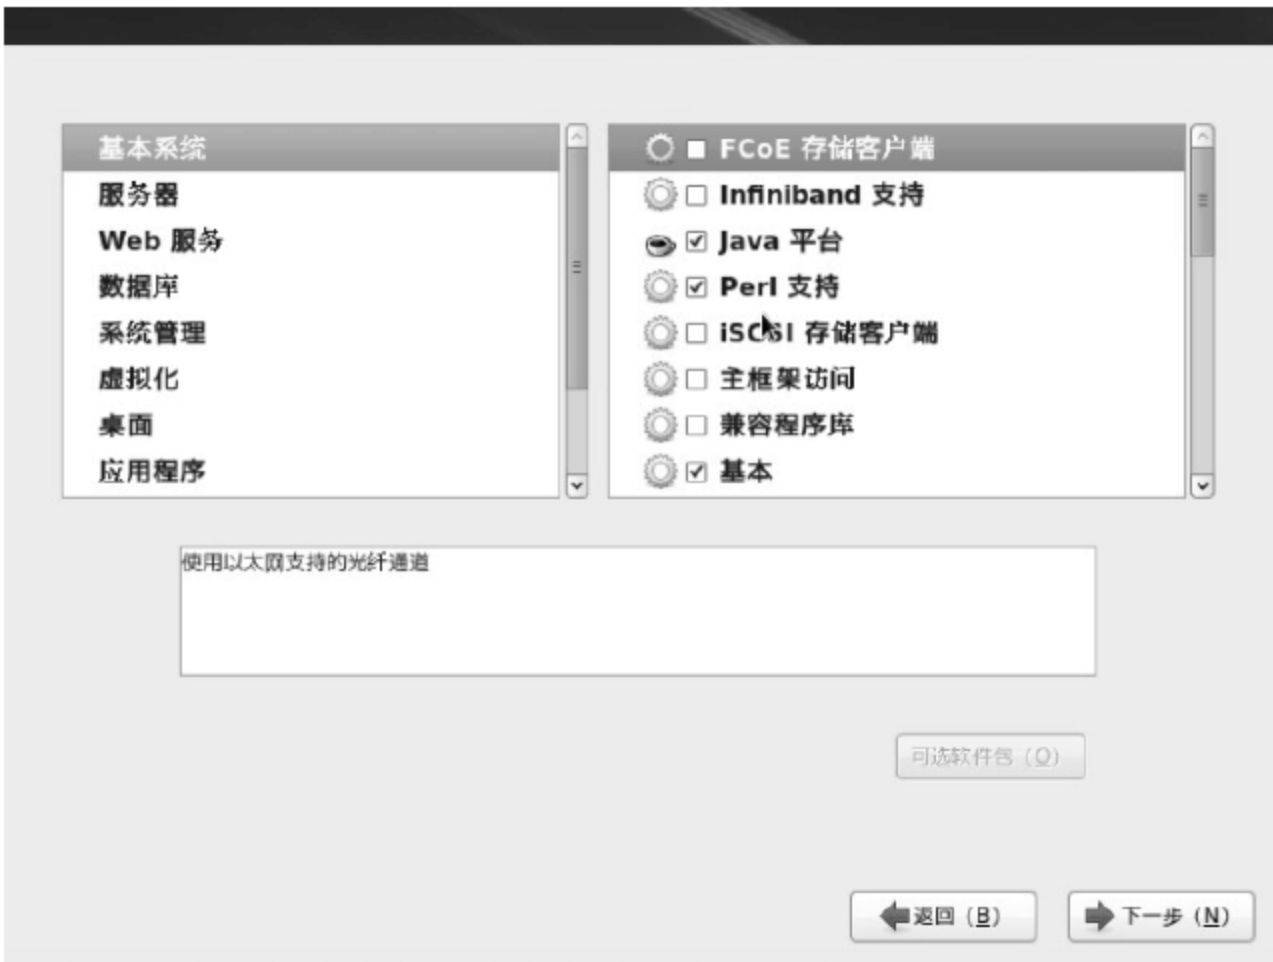 基本系统
服务器
Web 服务
数据库
系统管理
虚拟化
桌面
应用程序
FCoE 存储客户端
Infiniband 支持
Java 平台
Perl 支持
iSCSI 存储客户端
主框架访问
兼容程序库
基本
使用以太网支持的光纤通道
可选软件包（O）
返回（B）
下一步（N）